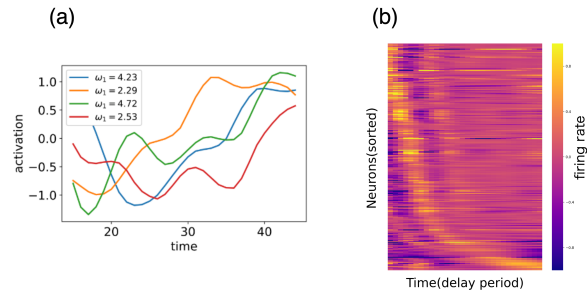 (a)
ω₁ = 4.23
ω₁ = 2.29
ω₁ = 4.72
ω₁ = 2.53
1.0
0.5
0.0
−0.5
−1.0
activation
20
30
40
time
(b)
Neurons(sorted)
Time(delay period)
firing rate